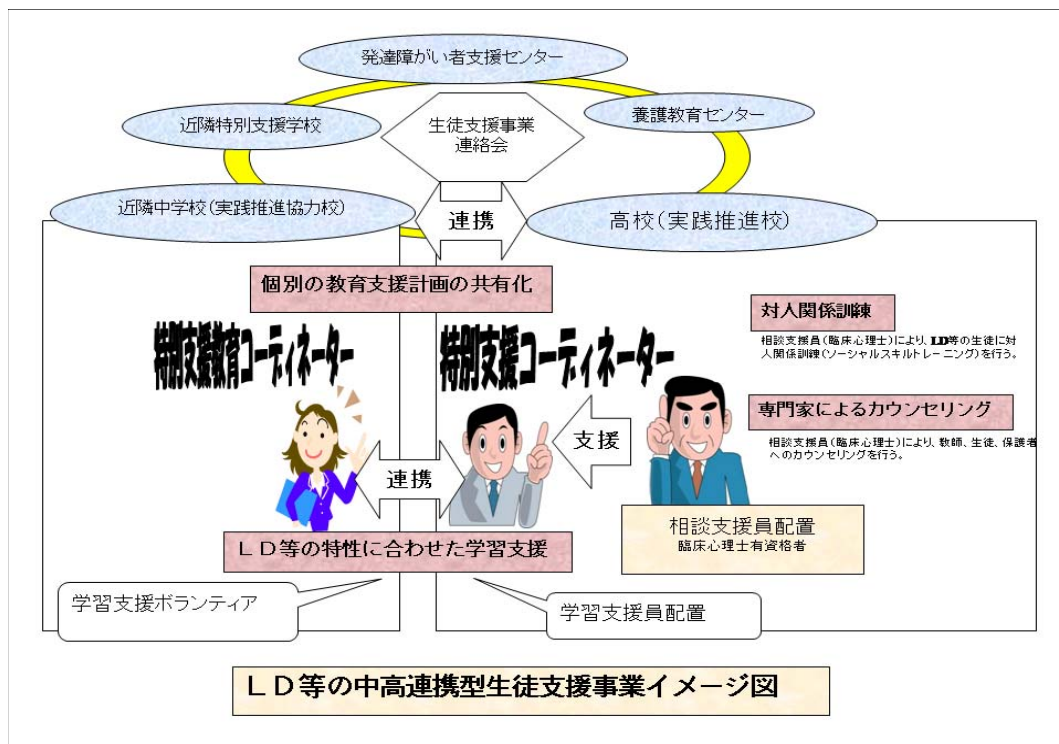 発達障がい者支援センター
近隣特別支援学校
生徒支援事業
連絡会
養護教育センター
近隣中学校(実践推進協力校)
連携
高校(実践推進校)
個別の教育支援計画の共有化
対人関係訓練
相談支援員(臨床心理士)により、LD等の生徒に対
人関係訓練(ソーシャルスキルトレーニング)を行う。
特別支援教育コーディネーター
特別支援コーディネーター
専門家によるカウンセリング
相談支援員(臨床心理士)により、教師、生徒、保護者
へのカウンセリングを行う。
支援
連携
相談支援員配置
臨床心理士有資格者
LD等の特性に合わせた学習支援
学習支援ボランティア
学習支援員配置
LD等の中高連携型生徒支援事業イメージ図